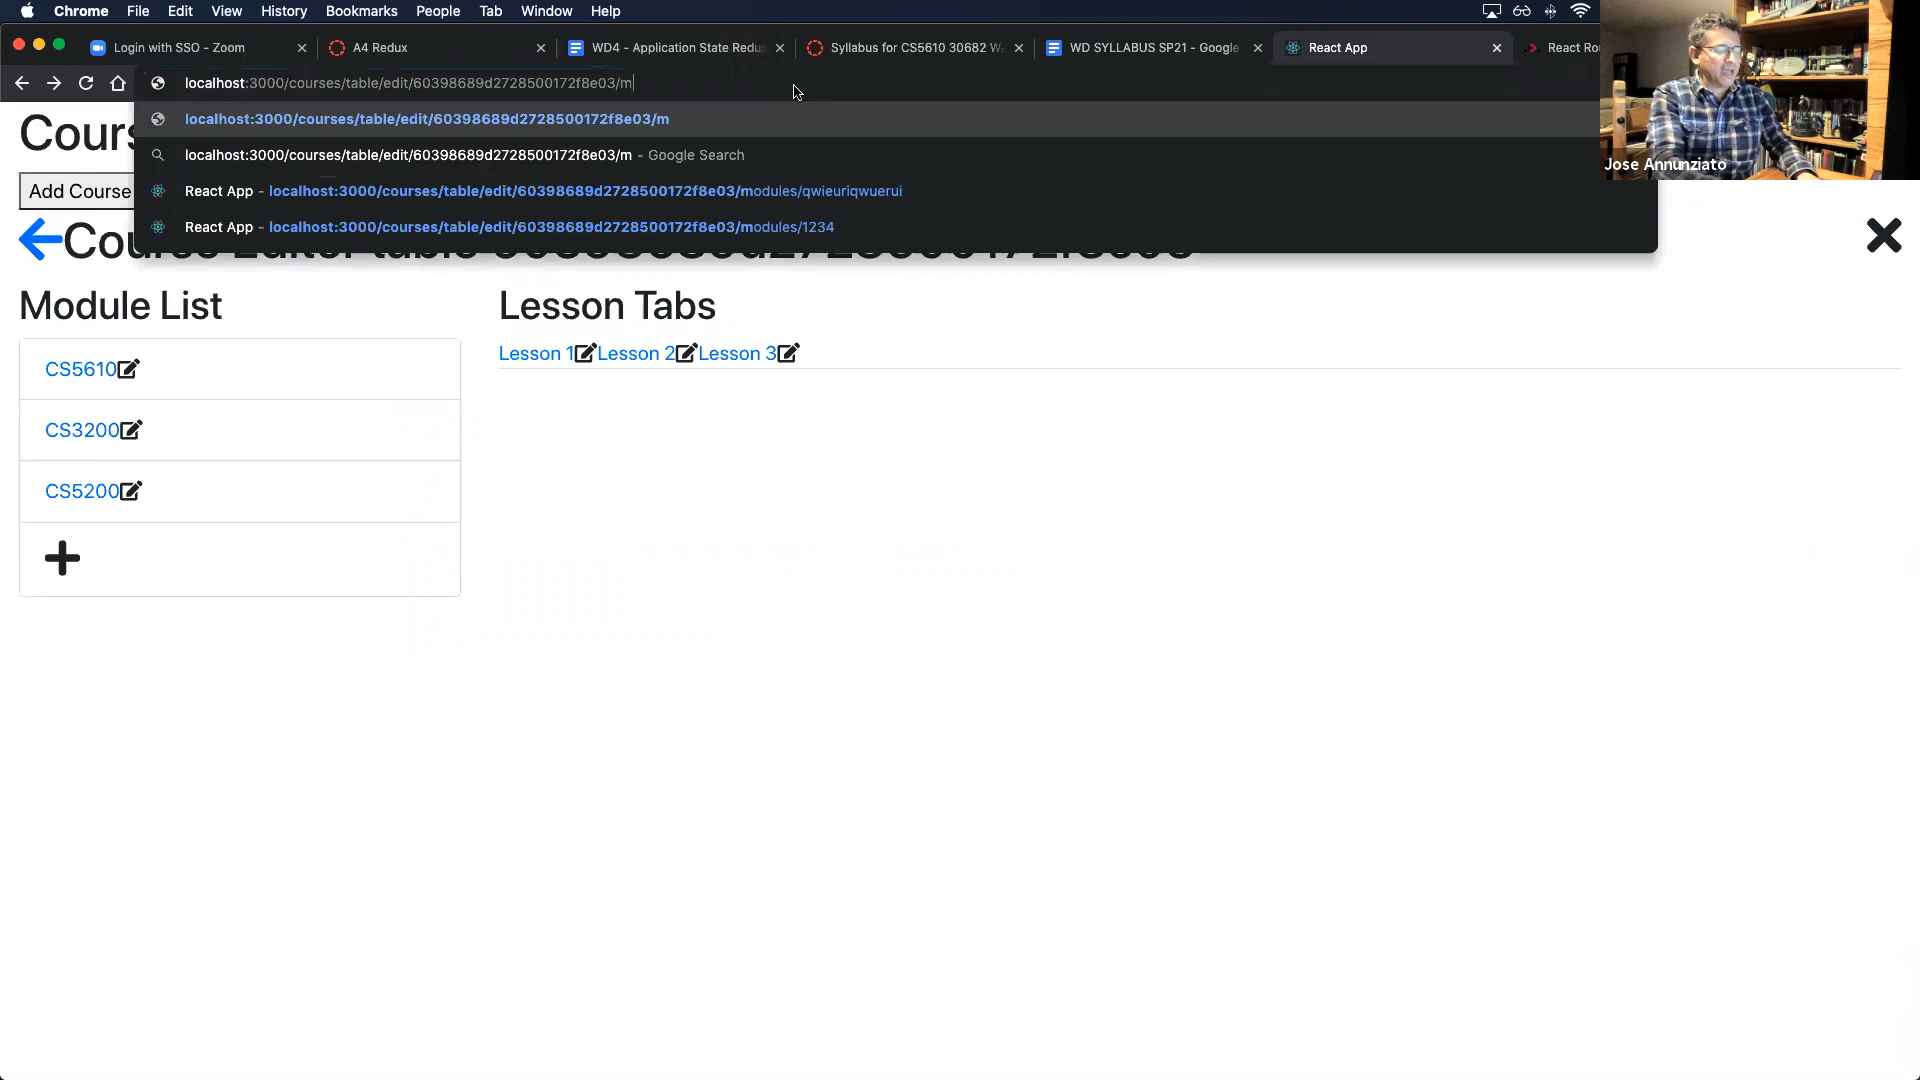 Chrome File Edit View History Bookmarks People Tab Window Help
Login with SSO - Zoom
A4 Redux
WD4 - Application State Redu
Syllabus for CS5610 30682 W
WD SYLLABUS SP21 - Google
React App
React Ro
localhost:3000/courses/table/edit/60398689d2728500172f8e03/m
localhost:3000/courses/table/edit/60398689d2728500172f8e03/m
localhost:3000/courses/table/edit/60398689d2728500172f8e03/m - Google Search
React App - localhost:3000/courses/table/edit/60398689d2728500172f8e03/modules/qwieuriqwuerui
React App - localhost:3000/courses/table/edit/60398689d2728500172f8e03/modules/1234
Jose Annunziato
Cours
Add Course
Course Editor table 60398689d2728500172f8e03
Module List
Lesson Tabs
CS5610
Lesson 1 Lesson 2 Lesson 3
CS3200
CS5200